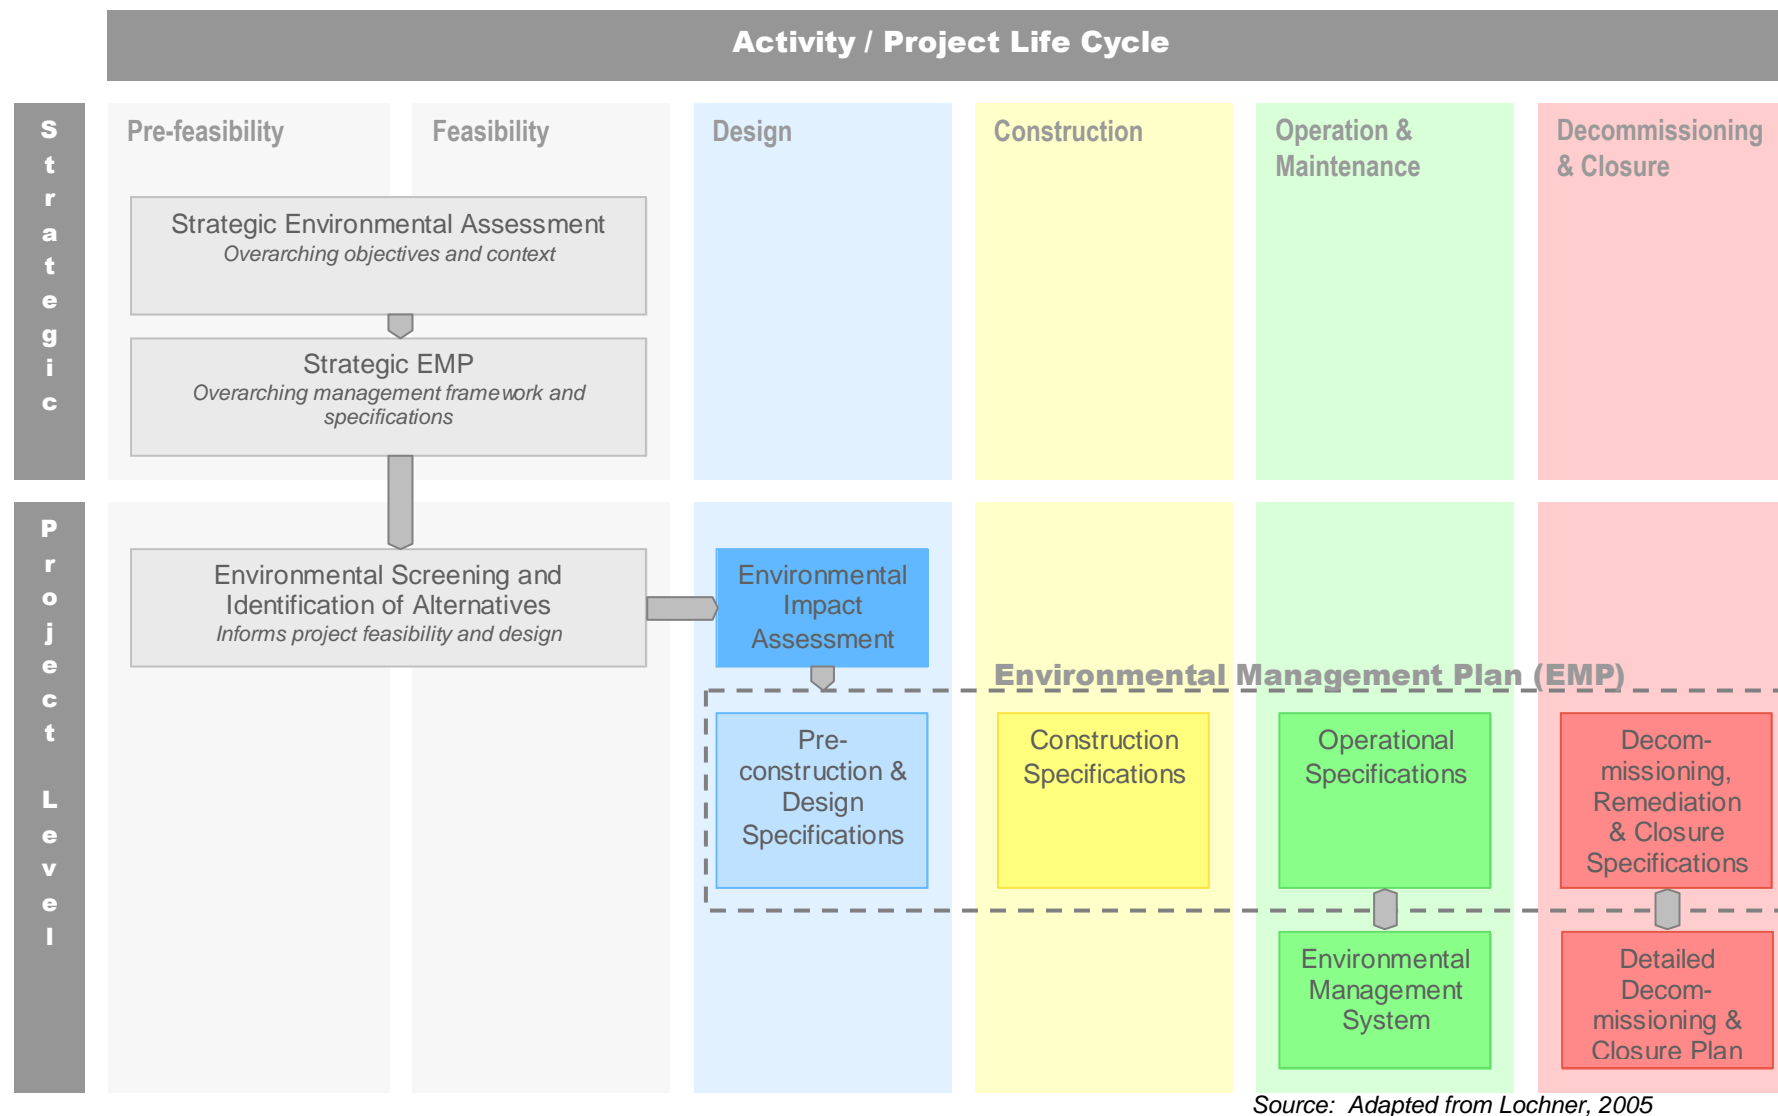 Activity / Project Life Cycle
Strategic
Pre-feasibility
Feasibility
Design
Construction
Operation &
Maintenance
Decommissioning
& Closure
Strategic Environmental Assessment
Overarching objectives and context
Strategic EMP
Overarching management framework and
specifications
Project Level
Environmental Screening and
Identification of Alternatives
Informs project feasibility and design
Environmental
Impact
Assessment
Environmental Management Plan (EMP)
Pre-
construction &
Design
Specifications
Construction
Specifications
Operational
Specifications
Decom-
missioning,
Remediation
& Closure
Specifications
Environmental
Management
System
Detailed
Decom-
missioning &
Closure Plan
Source: Adapted from Lochner, 2005